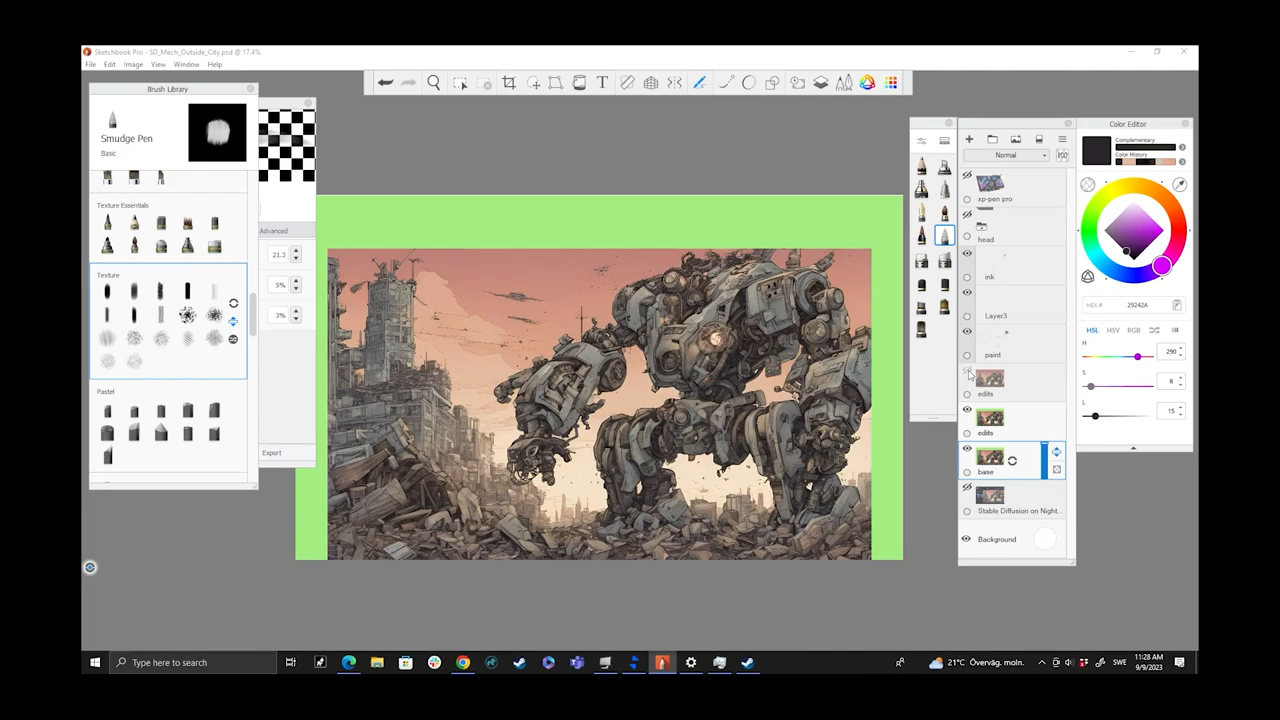 Sketchbook Pro - SD_Mech_Outside_City.psd @ 17.4%
File Edit Image View Window Help
Brush Library
Smudge Pen
Basic
Texture Essentials
Texture
Pastel
Advanced
21.3
5%
3%
Export
Normal
xp-pen pro
head
ink
Layer3
paint
edits
edits
base
Stable Diffusion on Night...
Background
Color Editor
Complementary
Color History
HEX # 29242A
HSL HSV RGB
H 290
S 8
L 15
Type here to search
21°C Överväg. moln.
SWE
11:28 AM
9/9/2023